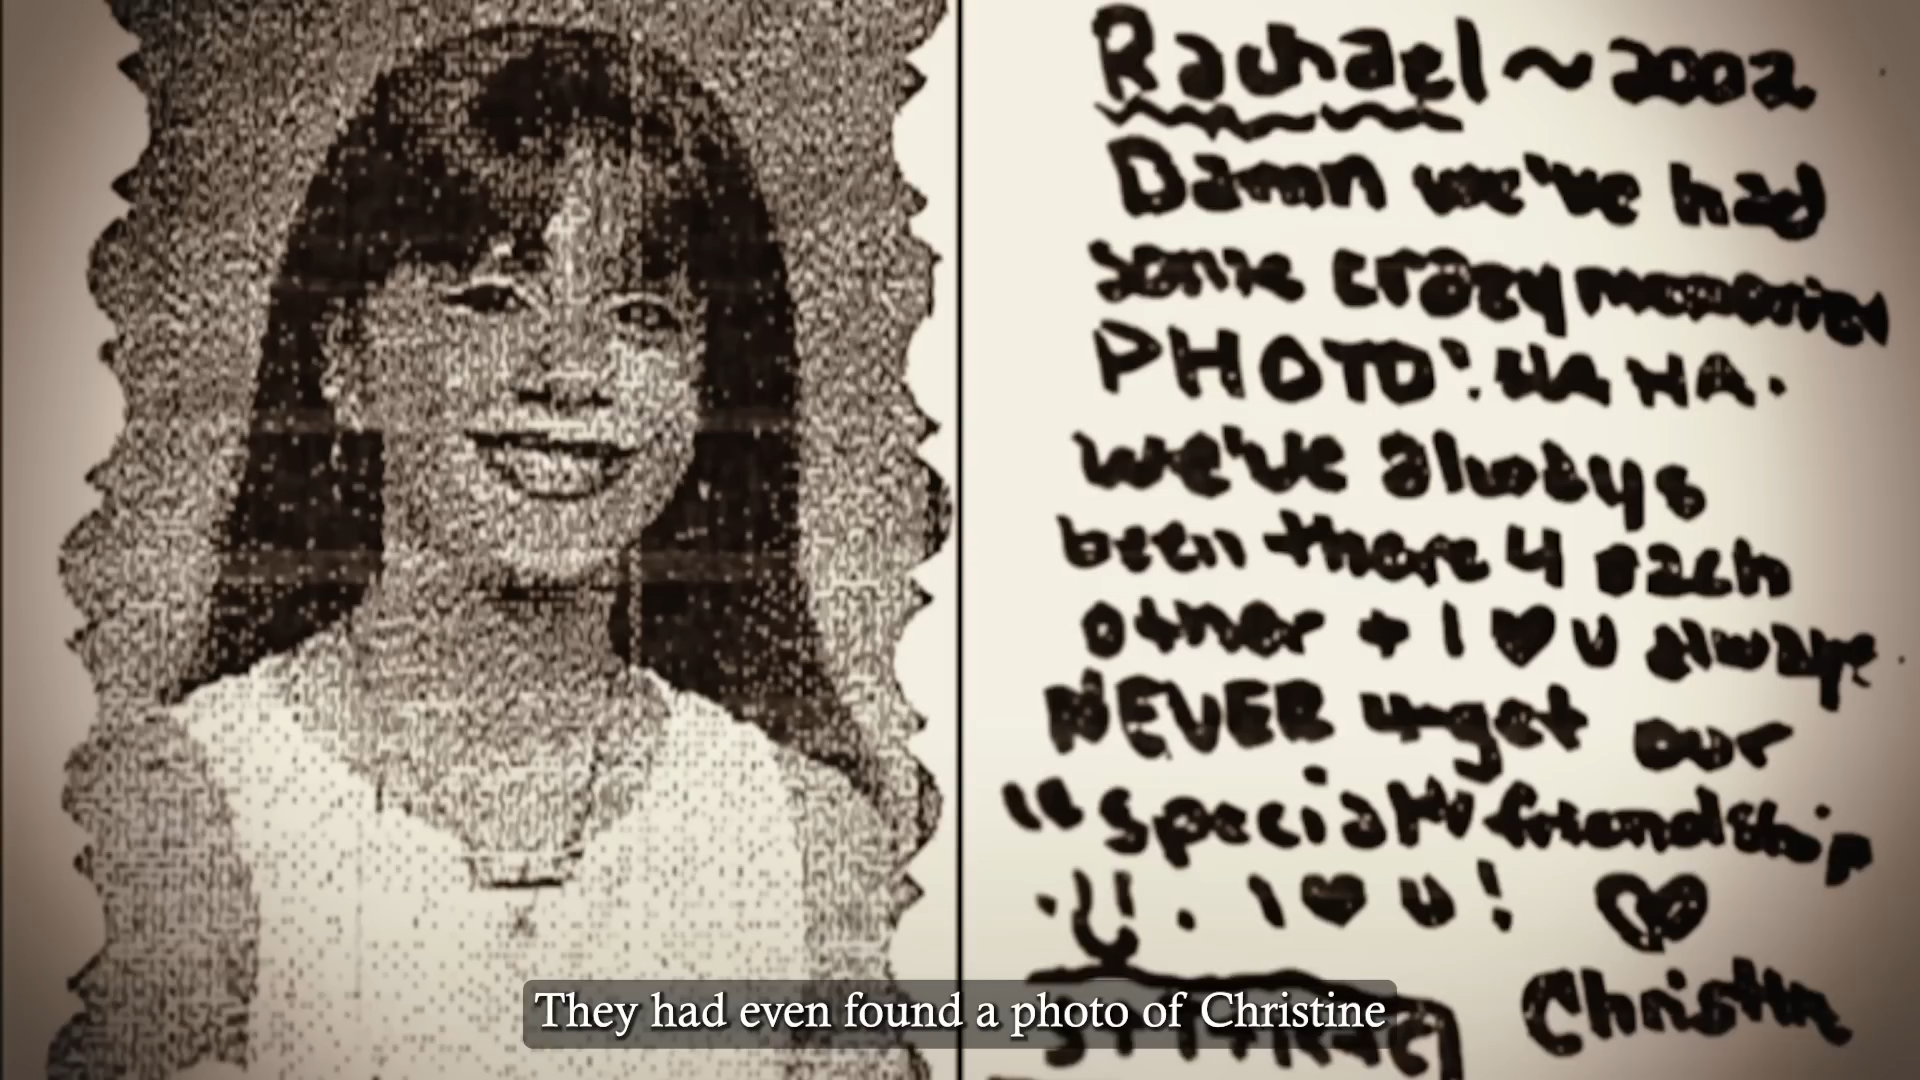 Rachael ~ 2002
Damn we've had
some crazy memories
PHOTO: HA HA.
we've always
been there 4 each
other + I ♥ U always
NEVER 4get our
"special" friendship
:). I ♥ U! ♥
Christine
They had even found a photo of Christine